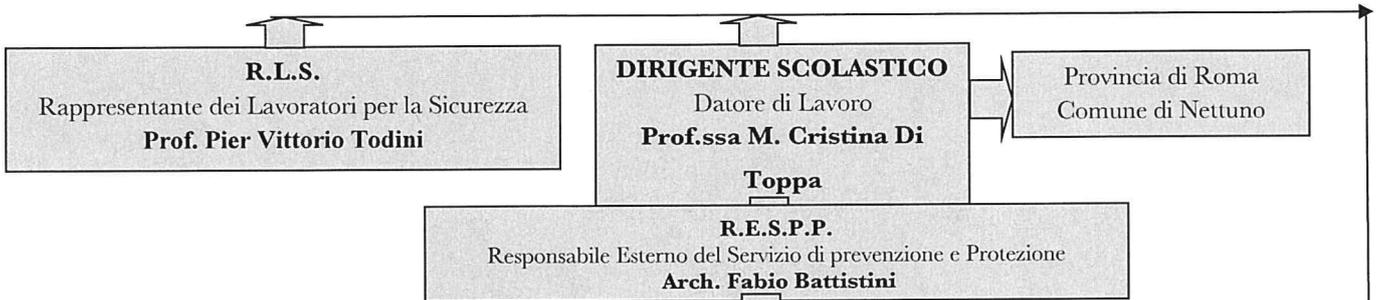 R.L.S.
Rappresentante dei Lavoratori per la Sicurezza
Prof. Pier Vittorio Todini
DIRIGENTE SCOLASTICO
Datore di Lavoro
Prof.ssa M. Cristina Di
Toppa
Provincia di Roma
Comune di Nettuno
R.E.S.P.P.
Responsabile Esterno del Servizio di prevenzione e Protezione
Arch. Fabio Battistini